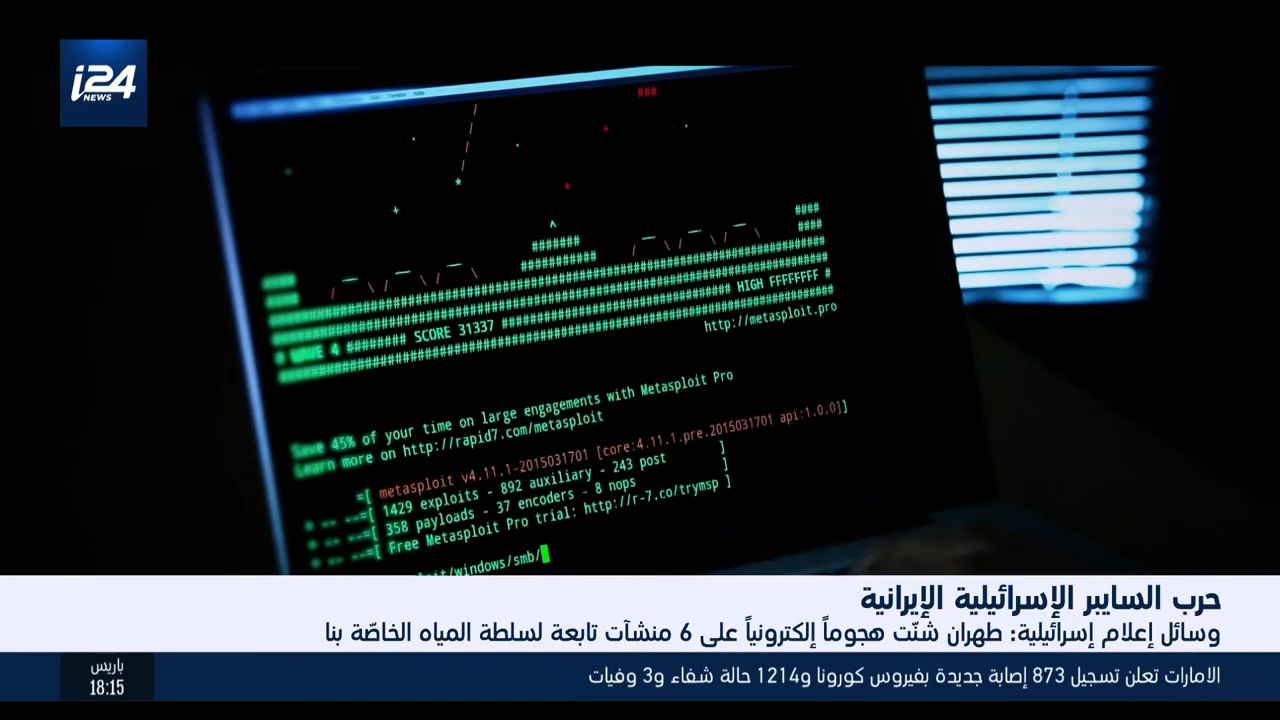 i24
NEWS
###
^
####
#######
####
###########
####
####
# WAVE 4 ######## SCORE 31337 ############################## HIGH FFFFFFFF #
http://metasploit.pro
Save 45% of your time on large engagements with Metasploit Pro
Learn more on http://rapid7.com/metasploit
=[ metasploit v4.11.1-2015031701 [core:4.11.1.pre.2015031701 api:1.0.0]]
+ -- --=[ 1429 exploits - 892 auxiliary - 243 post ]
+ -- --=[ 358 payloads - 37 encoders - 8 nops ]
+ -- --=[ Free Metasploit Pro trial: http://r-7.co/trymsp ]
/windows/smb/
حرب السايبر الإسرائيلية الإيرانية
وسائل إعلام إسرائيلية: طهران شنّت هجوماً إلكترونياً على 6 منشآت تابعة لسلطة المياه الخاصّة بنا
باريس
18:15
الامارات تعلن تسجيل 873 إصابة جديدة بفيروس كورونا و1214 حالة شفاء و3 وفيات